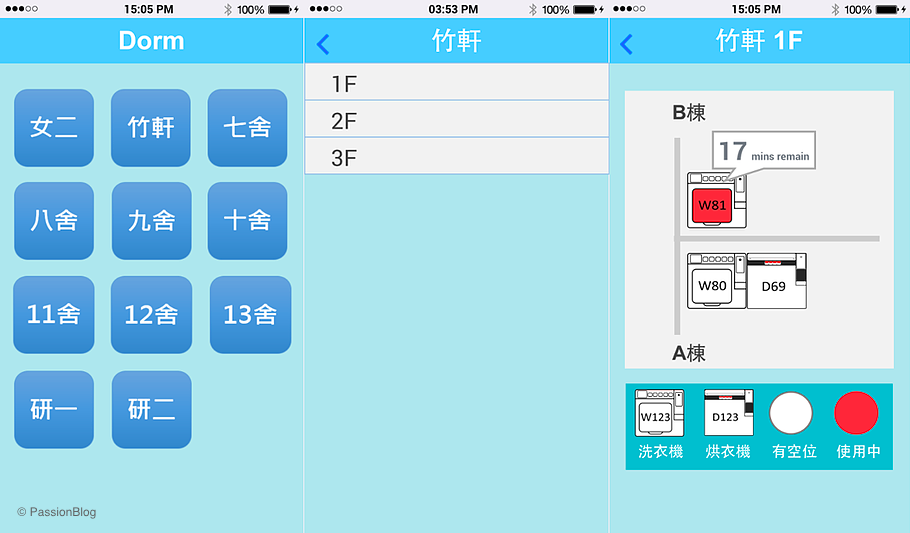 15:05 PM
100%
Dorm
女二
竹軒
七舍
八舍
九舍
十舍
11舍
12舍
13舍
研一
研二
© PassionBlog
03:53 PM
100%
竹軒
1F
2F
3F
15:05 PM
100%
竹軒 1F
B棟
17 mins remain
W81
W80
D69
A棟
W123
D123
洗衣機
烘衣機
有空位
使用中